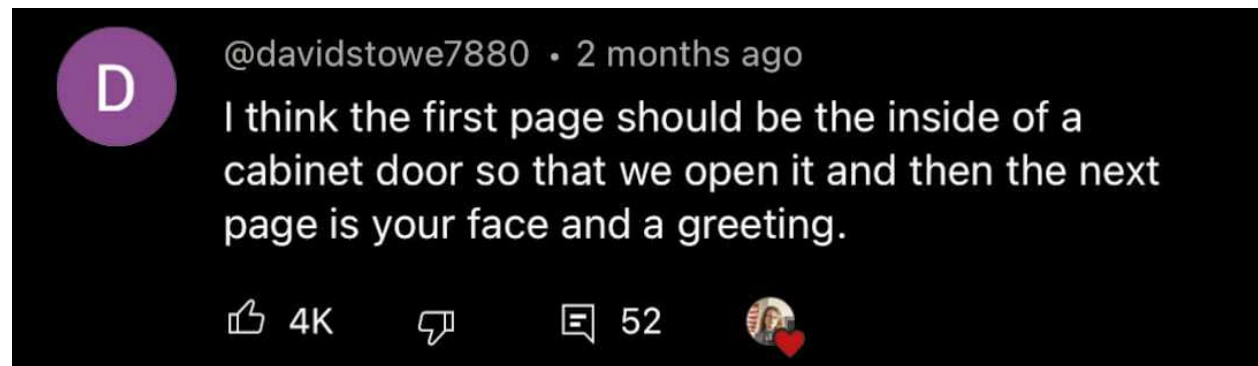 D
@davidstowe7880 • 2 months ago
I think the first page should be the inside of a
cabinet door so that we open it and then the next
page is your face and a greeting.
4K 52